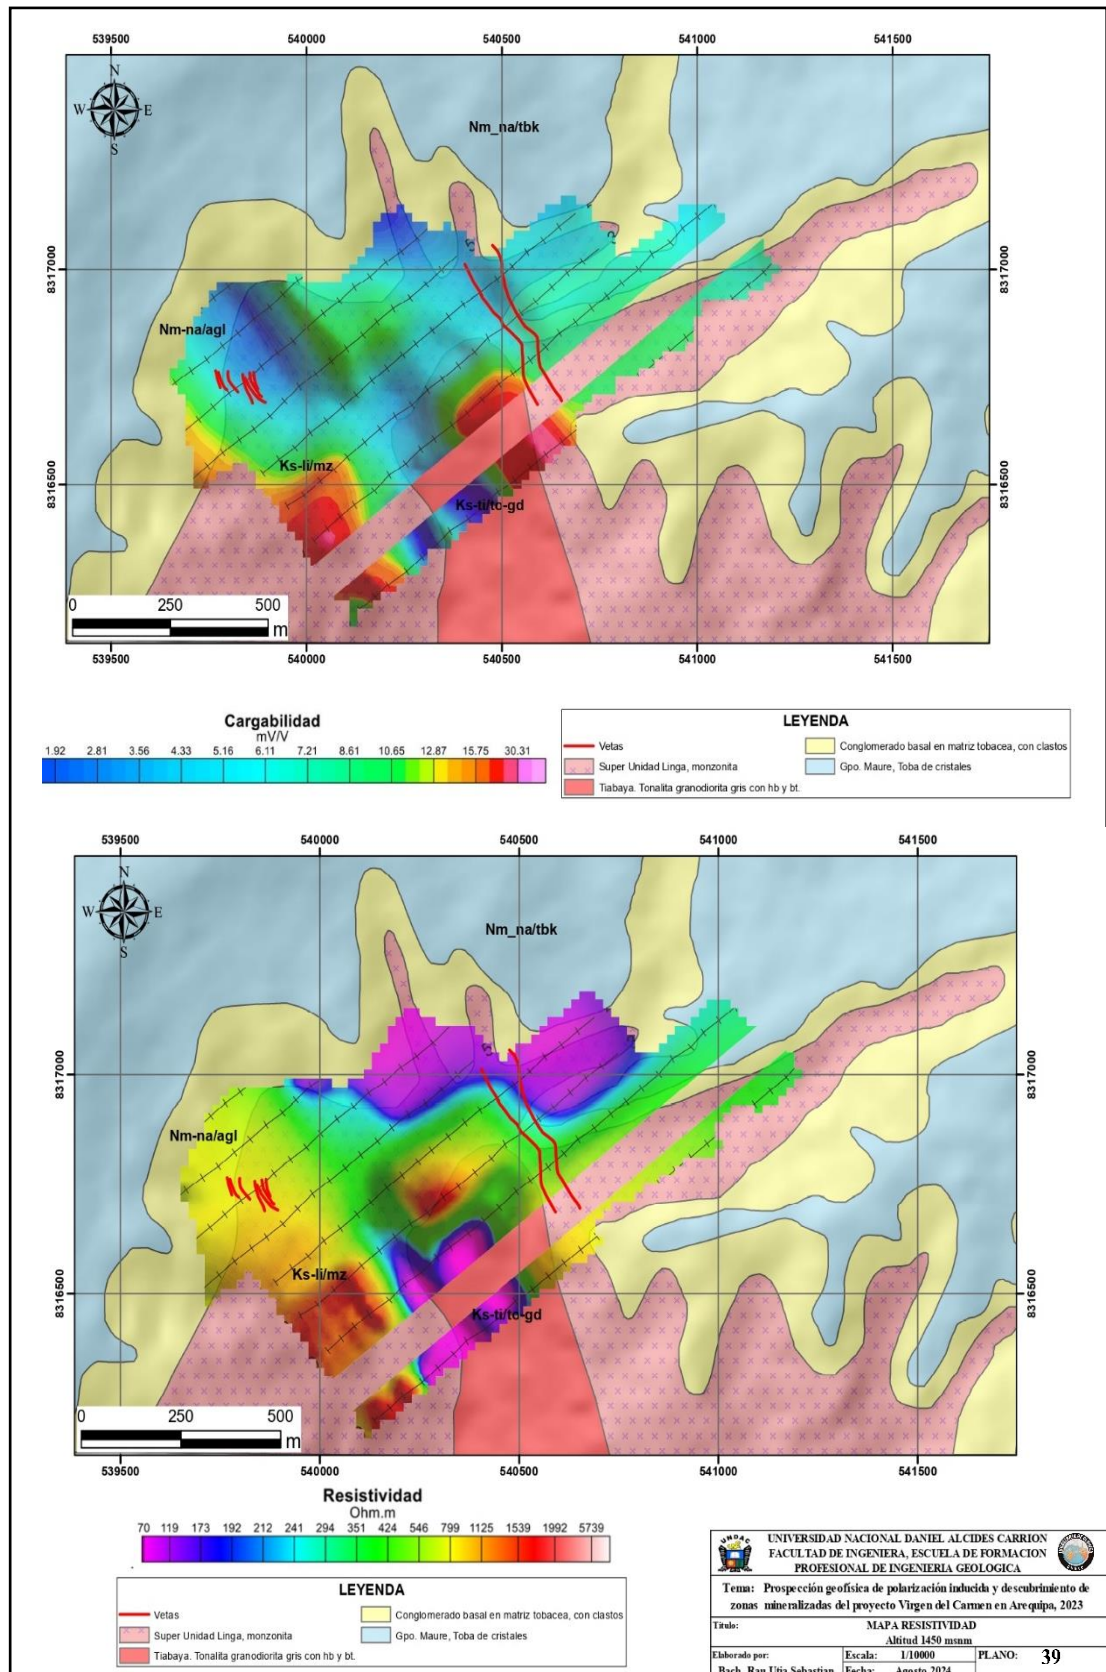 539500 540000 540500 541000 541500
N
W E
S
Nm_na/tbk
8317000 8317000
Nm-na/agl
Ks-li/mz
8316500 8316500
Ks-ti/tc-gd
0 250 500
m
539500 540000 540500 541000 541500
Cargabilidad
mV/V
1.92 2.81 3.56 4.33 5.16 6.11 7.21 8.61 10.65 12.87 15.75 30.31
LEYENDA
Vetas
Conglomerado basal en matriz tobacea, con clastos
Super Unidad Linga, monzonita
Gpo. Maure, Toba de cristales
Tiabaya. Tonalita granodiorita gris con hb y bt.
539500 540000 540500 541000 541500
N
W E
S
Nm_na/tbk
8317000 8317000
Nm-na/agl
Ks-li/mz
8316500 8316500
Ks-ti/tc-gd
0 250 500
m
539500 540000 540500 541000 541500
Resistividad
Ohm.m
70 119 173 192 212 241 294 351 424 546 799 1125 1539 1992 5739
LEYENDA
Vetas
Conglomerado basal en matriz tobacea, con clastos
Super Unidad Linga, monzonita
Gpo. Maure, Toba de cristales
Tiabaya. Tonalita granodiorita gris con hb y bt.
UNDAC
UNIVERSIDAD NACIONAL DANIEL ALCIDES CARRION
FACULTAD DE INGENIERA, ESCUELA DE FORMACION
PROFESIONAL DE INGENIERIA GEOLOGICA
Tema: Prospección geofísica de polarización inducida y descubrimiento de
zonas mineralizadas del proyecto Virgen del Carmen en Arequipa, 2023
Titulo: MAPA RESISTIVIDAD
Altitud 1450 msnm
Elaborado por: Escala: 1/10000 PLANO: 39
Bach. Rau Utia Sebastian Fecha: Agosto 2024